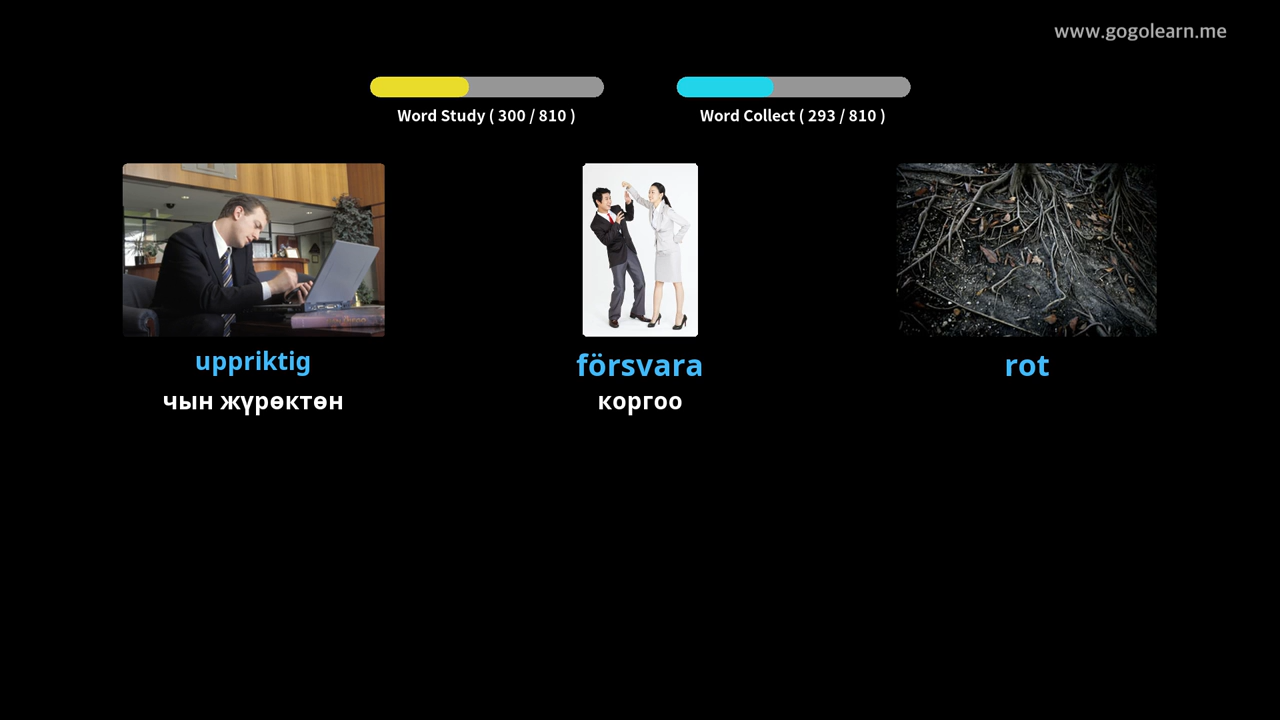 www.gogolearn.me
Word Study ( 300 / 810 )
Word Collect ( 293 / 810 )
uppriktig
чын жүрөктөн
försvara
коргоо
rot